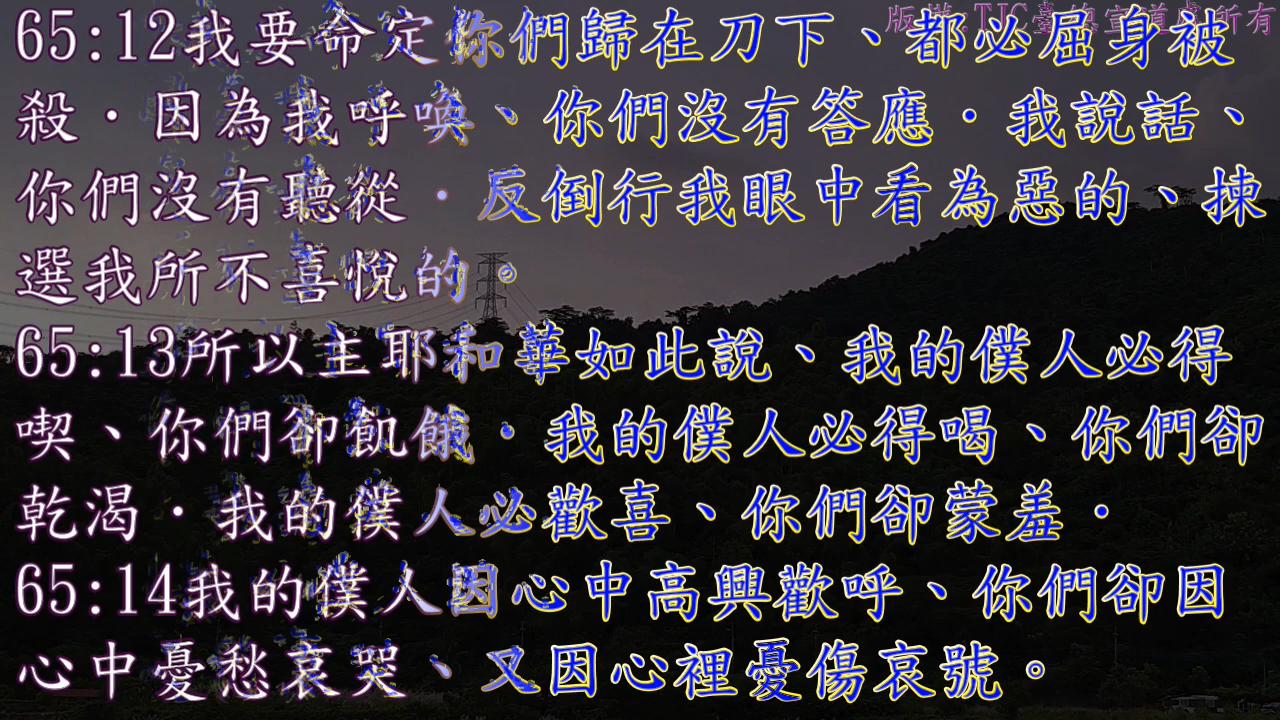 65:12我要命定你們歸在刀下、都必屈身被
殺．因為我呼喚、你們沒有答應．我說話、
你們沒有聽從．反倒行我眼中看為惡的、揀
選我所不喜悅的。
65:13所以主耶和華如此說、我的僕人必得
喫、你們卻飢餓．我的僕人必得喝、你們卻
乾渴．我的僕人必歡喜、你們卻蒙羞．
65:14我的僕人因心中高興歡呼、你們卻因
心中憂愁哀哭、又因心裡憂傷哀號。